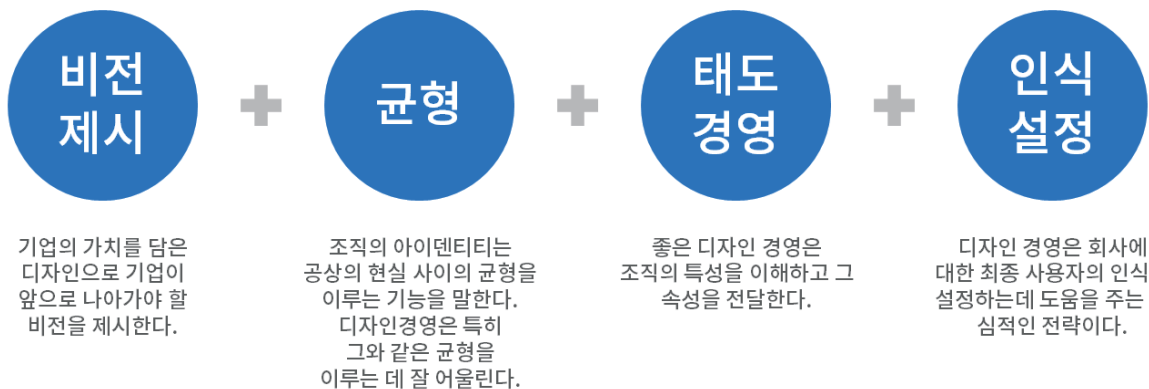 비전
제시
균형
태도
경영
인식
설정
기업의 가치를 담은
디자인으로 기업이
앞으로 나아가야 할
비전을 제시한다.
조직의 아이덴티티는
공상의 현실 사이의 균형을
이루는 기능을 말한다.
디자인경영은 특히
그와 같은 균형을
이루는 데 잘 어울린다.
좋은 디자인 경영은
조직의 특성을 이해하고 그
속성을 전달한다.
디자인 경영은 회사에
대한 최종 사용자의 인식
설정하는데 도움을 주는
심적인 전략이다.